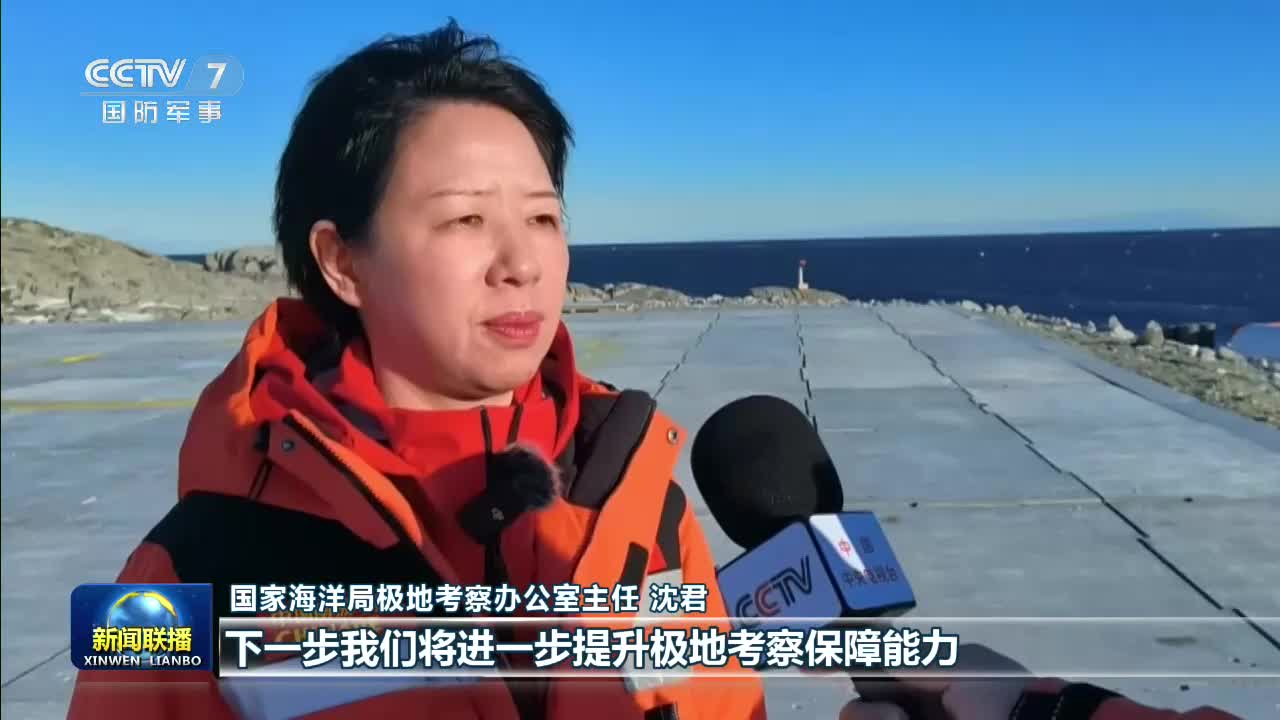 CCTV 7
国防军事
CCTV
中国
中央电视台
国家海洋局极地考察办公室主任 沈君
新闻联播
XINWEN LIANBO
下一步我们将进一步提升极地考察保障能力